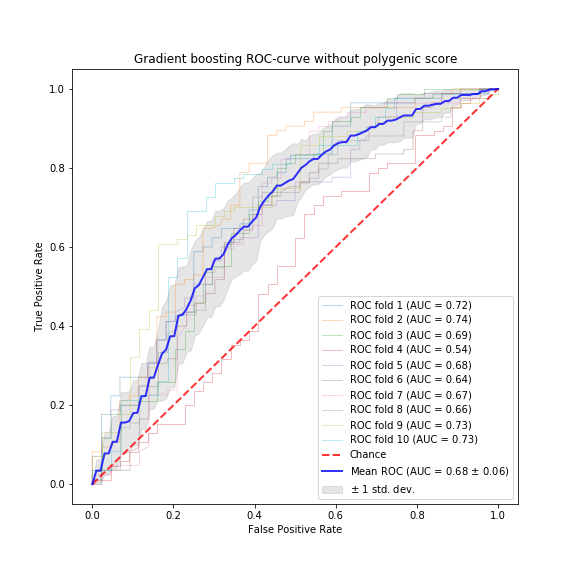 Gradient boosting ROC-curve without polygenic score
1.0
0.8
0.6
0.4
0.2
0.0
True Positive Rate
0.0 0.2 0.4 0.6 0.8 1.0
False Positive Rate
ROC fold 1 (AUC = 0.72)
ROC fold 2 (AUC = 0.74)
ROC fold 3 (AUC = 0.69)
ROC fold 4 (AUC = 0.54)
ROC fold 5 (AUC = 0.68)
ROC fold 6 (AUC = 0.64)
ROC fold 7 (AUC = 0.67)
ROC fold 8 (AUC = 0.66)
ROC fold 9 (AUC = 0.73)
ROC fold 10 (AUC = 0.73)
Chance
Mean ROC (AUC = 0.68 ± 0.06)
± 1 std. dev.